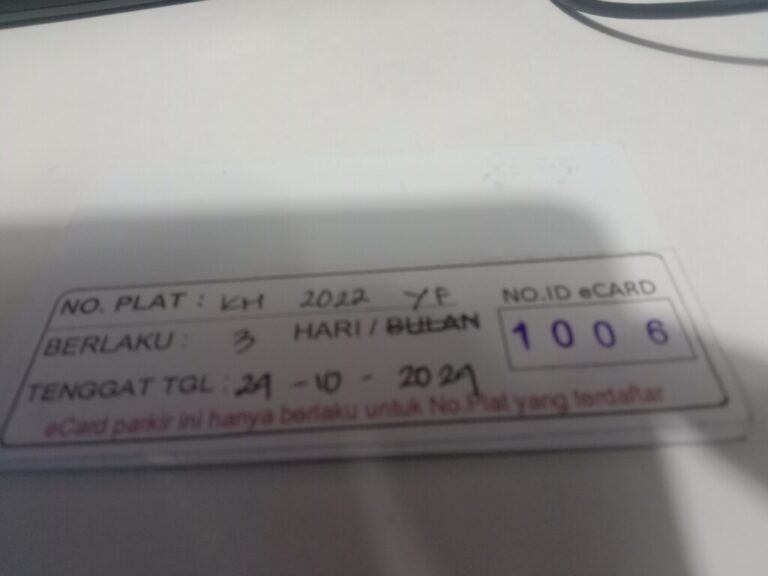 NO. PLAT : KH 2022 YF
NO.ID eCARD
BERLAKU : 3 HARI / BULAN
1006
TENGGAT TGL : 29 - 10 - 2029
eCard parkir ini hanya berlaku untuk No.Plat yang terdaftar